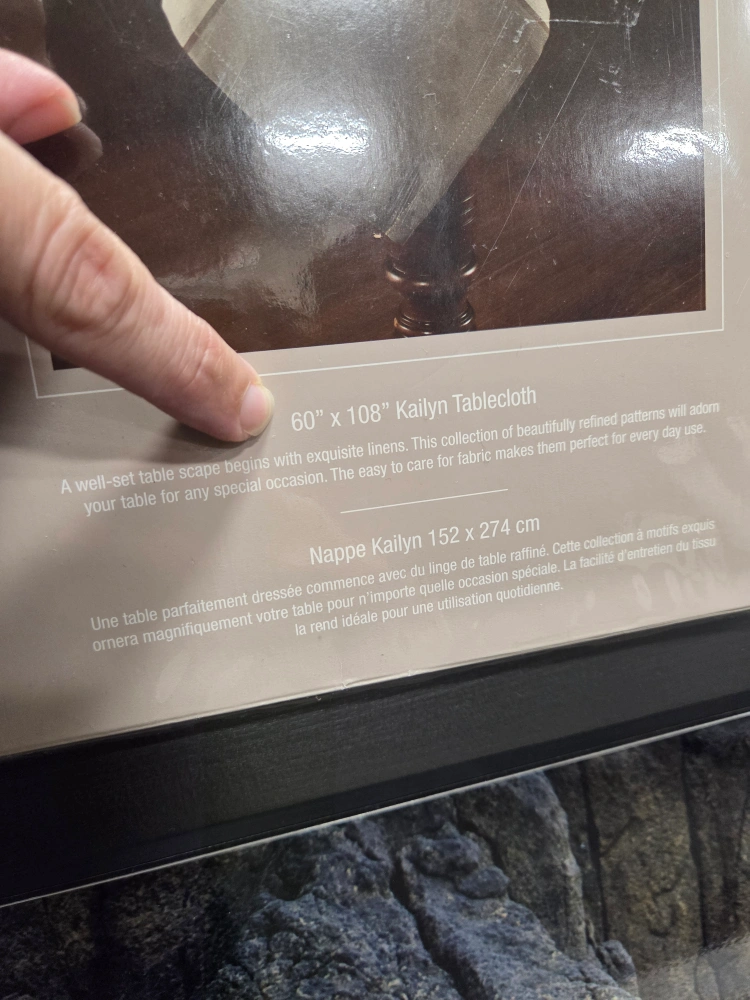 60” x 108” Kailyn Tablecloth
A well-set table scape begins with exquisite linens. This collection of beautifully refined patterns will adorn
your table for any special occasion. The easy to care for fabric makes them perfect for every day use.
Nappe Kailyn 152 x 274 cm
Une table parfaitement dressée commence avec du linge de table raffiné. Cette collection à motifs exquis
ornera magnifiquement votre table pour n’importe quelle occasion spéciale. La facilité d’entretien du tissu
la rend idéale pour une utilisation quotidienne.